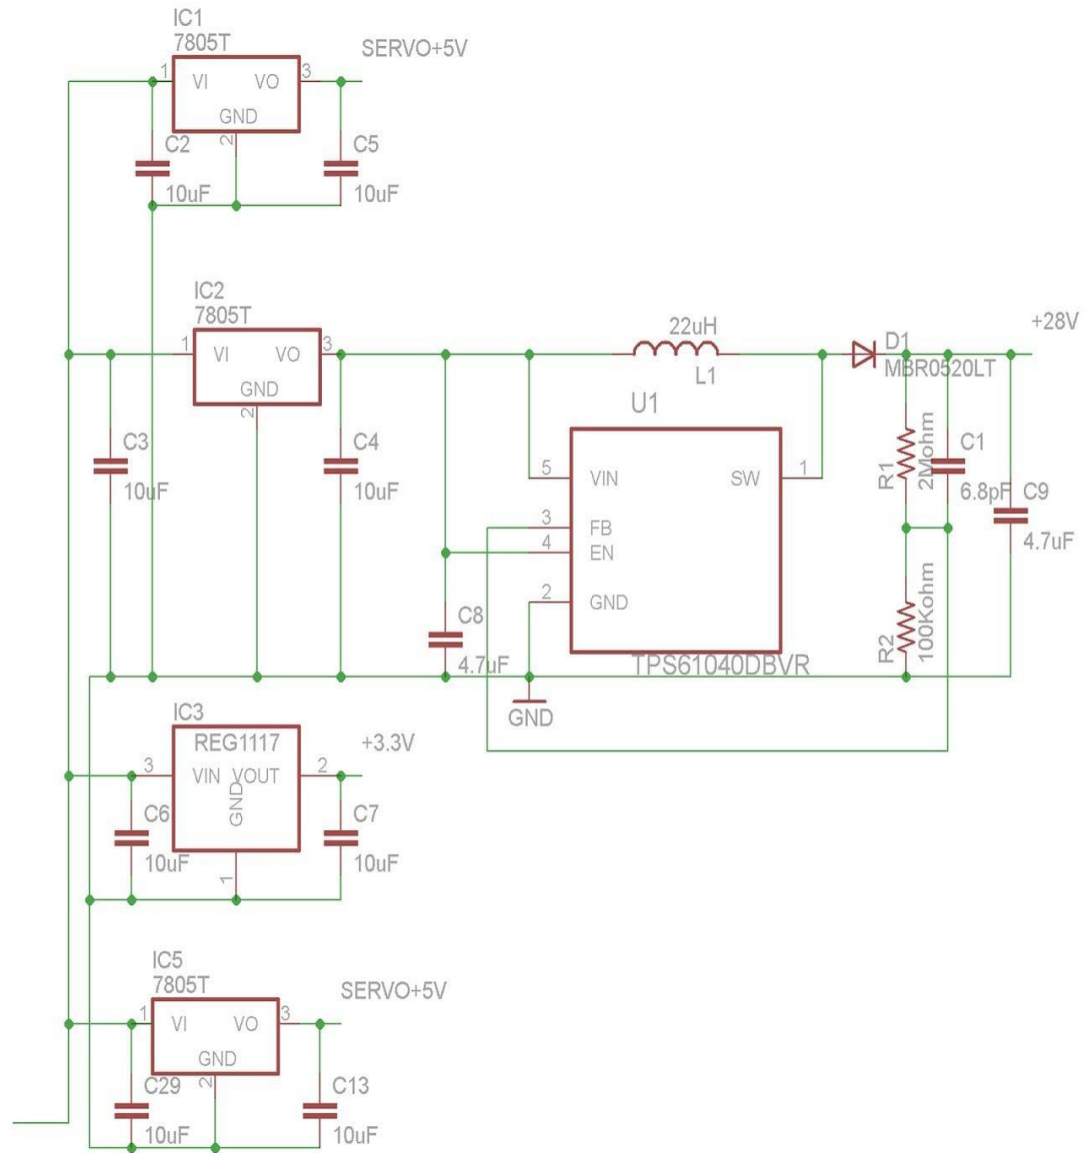 IC1
7805T
SERVO+5V
1
VI
VO
3
GND
2
C2
10uF
C5
10uF
IC2
7805T
1
VI
VO
3
GND
2
C3
10uF
C4
10uF
22uH
L1
D1
MBR0520LT
+28V
U1
5
VIN
SW
1
3
FB
4
EN
2
GND
TPS61040DBVR
R1
2Mohm
C1
6.8pF
C9
4.7uF
R2
100Kohm
C8
4.7uF
GND
IC3
REG1117
+3.3V
3
VIN
VOUT
2
GND
1
C6
10uF
C7
10uF
IC5
7805T
SERVO+5V
1
VI
VO
3
GND
2
C29
10uF
C13
10uF